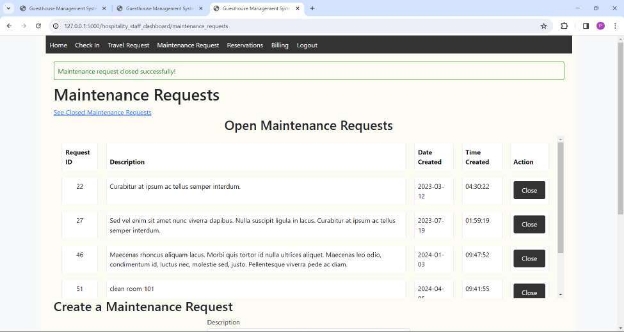 Guesthouse Management Syst
Guesthouse Management Syst
Guesthouse Management Syst
127.0.0.1:5000/hospitality_staff_dashboard/maintenance_requests
Home Check In Travel Request Maintenance Request Reservations Billing Logout
Maintenance request closed successfully!
Maintenance Requests
See Closed Maintenance Requests
Open Maintenance Requests
Request ID Description Date Created Time Created Action
22 Curabitur at ipsum ac tellus semper interdum. 2023-03-12 04:30:22 Close
27 Sed vel enim sit amet nunc viverra dapibus. Nulla suscipit ligula in lacus. Curabitur at ipsum ac tellus
semper interdum. 2023-07-19 01:59:19 Close
46 Maecenas rhoncus aliquam lacus. Morbi quis tortor id nulla ultrices aliquet. Maecenas leo odio,
condimentum id, luctus nec, molestie sed, justo. Pellentesque viverra pede ac diam. 2024-01-03 09:47:52 Close
51 clean room 101 2024-04- 09:41:55 Close
Create a Maintenance Request
Description